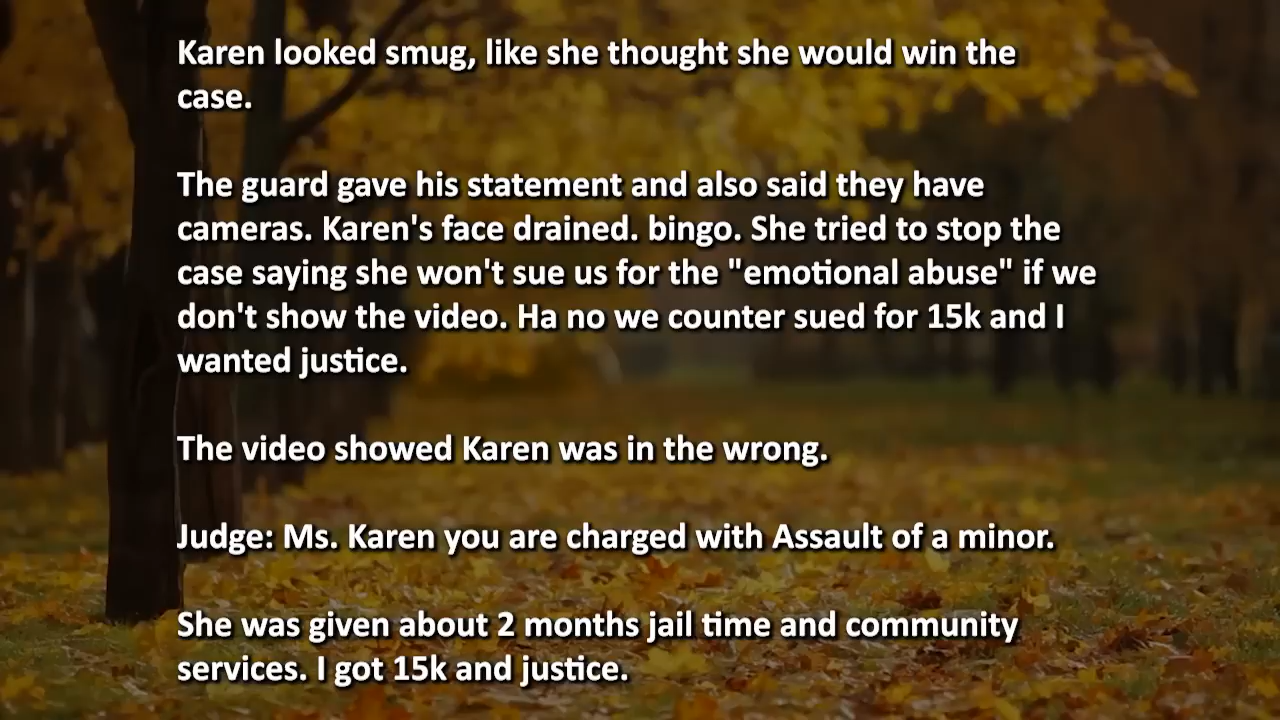 Karen looked smug, like she thought she would win the
case.
The guard gave his statement and also said they have
cameras. Karen's face drained. bingo. She tried to stop the
case saying she won't sue us for the "emotional abuse" if we
don't show the video. Ha no we counter sued for 15k and I
wanted justice.
The video showed Karen was in the wrong.
Judge: Ms. Karen you are charged with Assault of a minor.
She was given about 2 months jail time and community
services. I got 15k and justice.